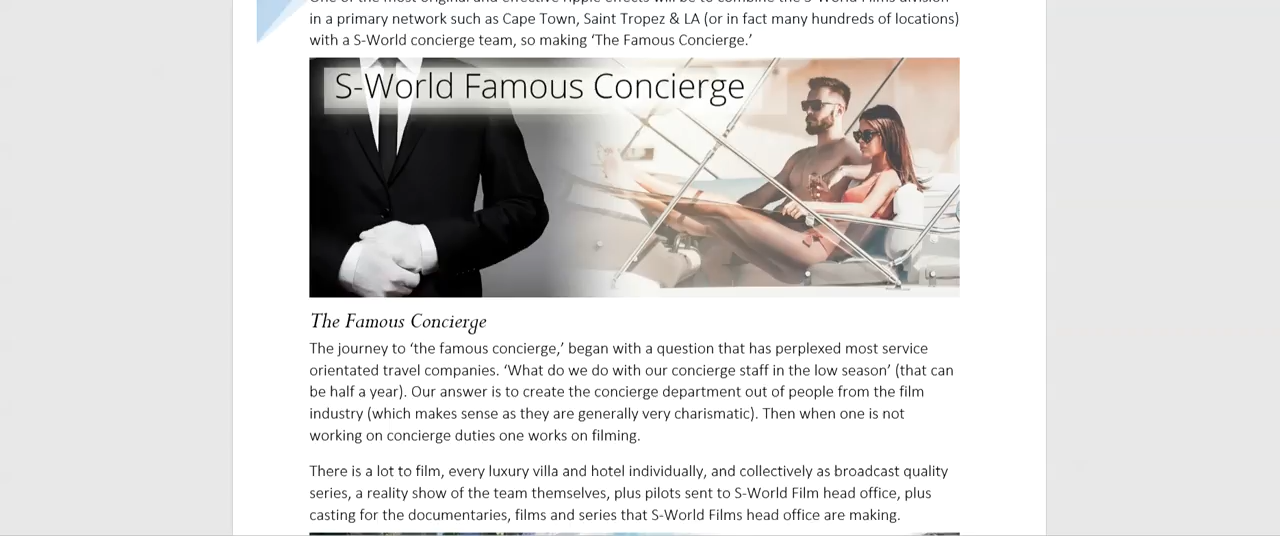 in a primary network such as Cape Town, Saint Tropez & LA (or in fact many hundreds of locations)
with a S-World concierge team, so making ‘The Famous Concierge.’
S-World Famous Concierge
The Famous Concierge
The journey to ‘the famous concierge,’ began with a question that has perplexed most service
orientated travel companies. ‘What do we do with our concierge staff in the low season’ (that can
be half a year). Our answer is to create the concierge department out of people from the film
industry (which makes sense as they are generally very charismatic). Then when one is not
working on concierge duties one works on filming.
There is a lot to film, every luxury villa and hotel individually, and collectively as broadcast quality
series, a reality show of the team themselves, plus pilots sent to S-World Film head office, plus
casting for the documentaries, films and series that S-World Films head office are making.